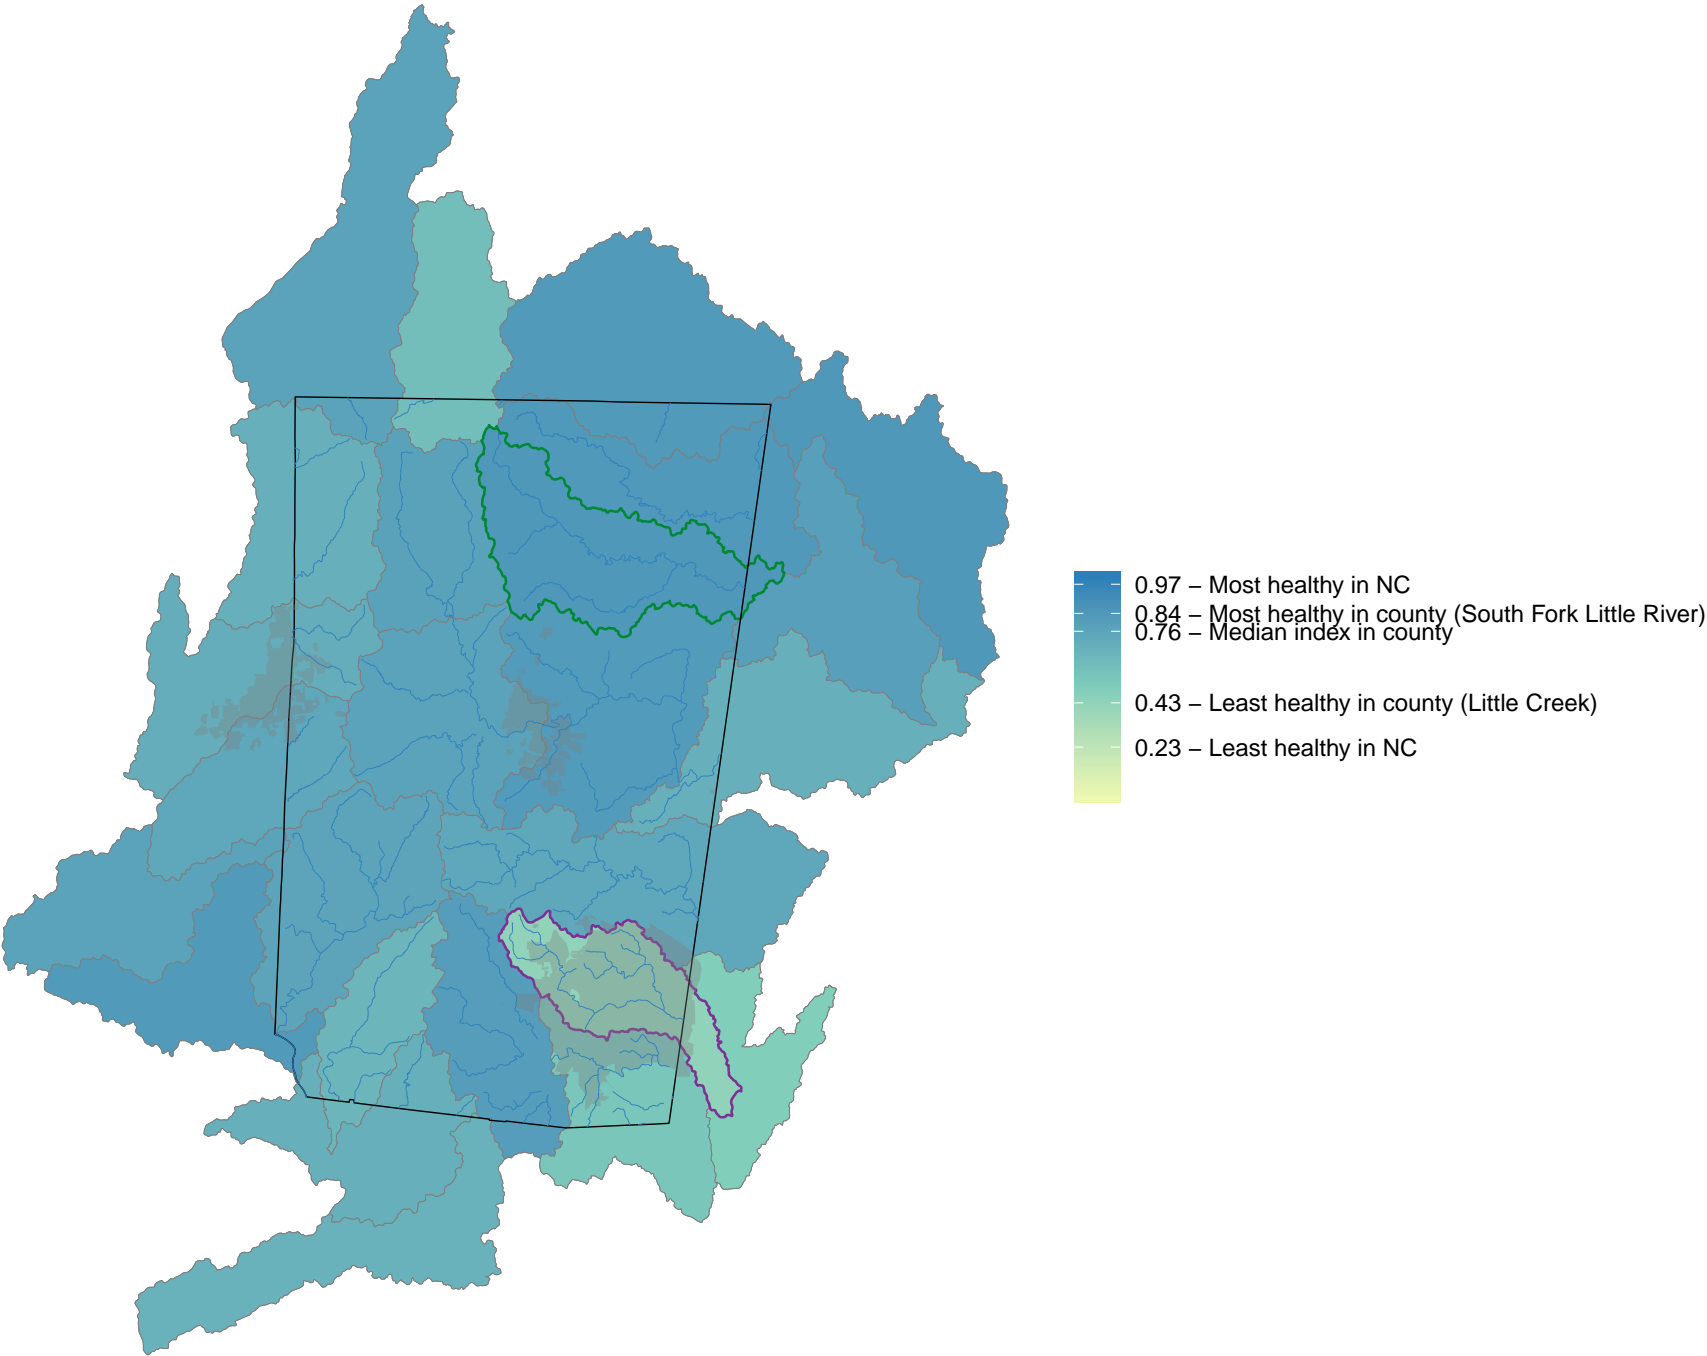 0.97 – Most healthy in NC
0.84 – Most healthy in county (South Fork Little River)
0.76 – Median index in county
0.43 – Least healthy in county (Little Creek)
0.23 – Least healthy in NC